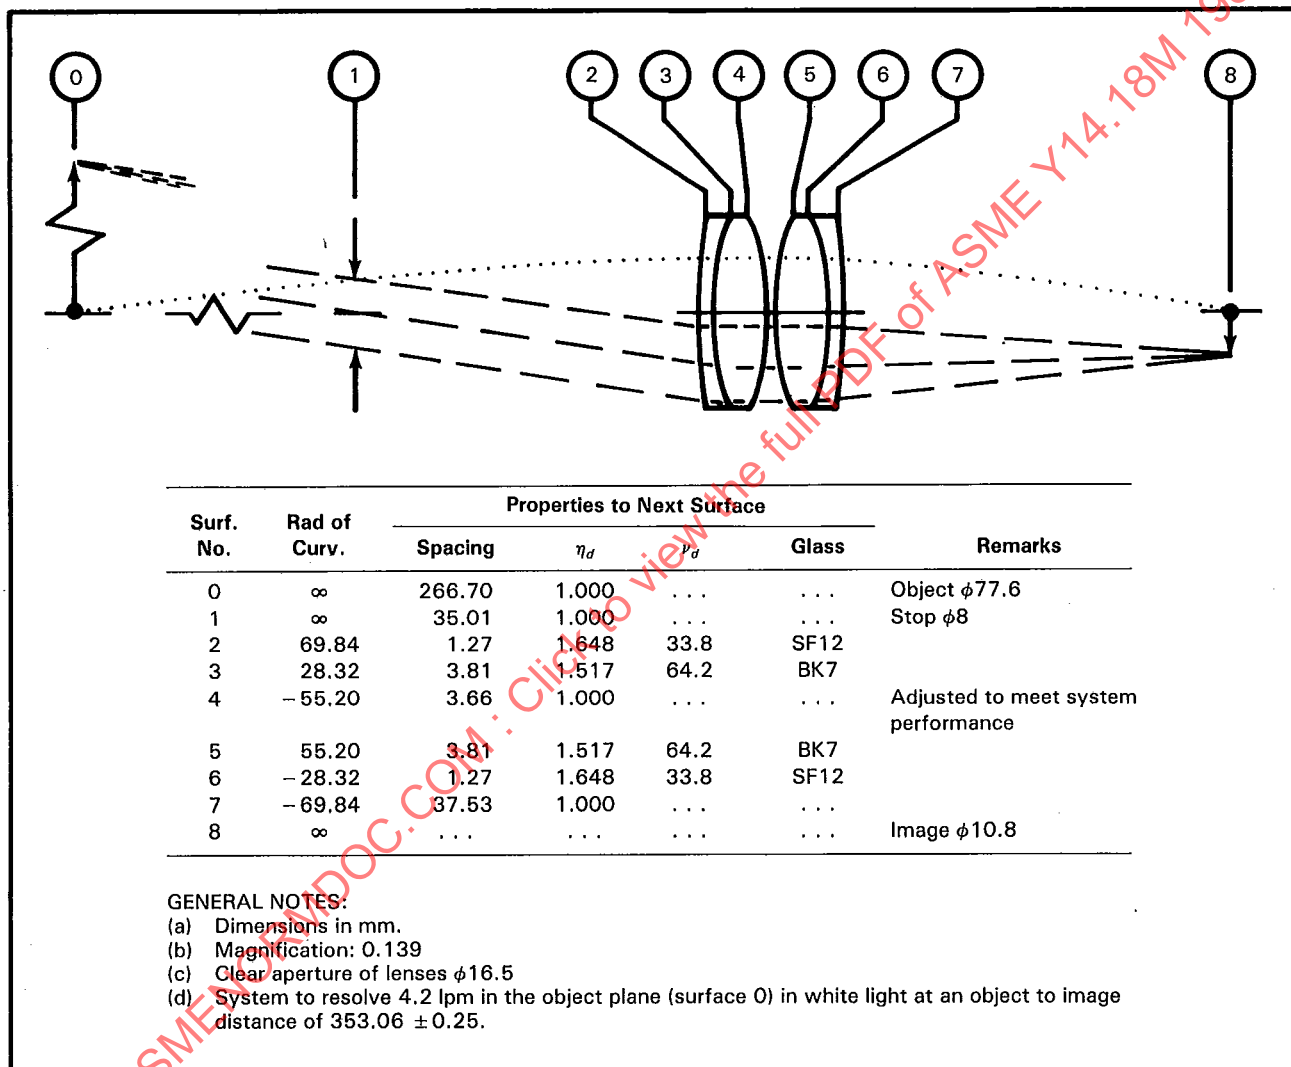 0 1 2 3 4 5 6 7 8
Properties to Next Surface
Surf. No. Rad of Curv. Spacing ηd νd Glass Remarks
0 ∞ 266.70 1.000 . . . . . . Object ϕ77.6
1 ∞ 35.01 1.000 . . . . . . Stop ϕ8
2 69.84 1.27 1.648 33.8 SF12
3 28.32 3.81 1.517 64.2 BK7
4 −55.20 3.66 1.000 . . . . . . Adjusted to meet system
performance
5 55.20 3.81 1.517 64.2 BK7
6 −28.32 1.27 1.648 33.8 SF12
7 −69.84 37.53 1.000 . . . . . .
8 ∞ . . . . . . . . . . . . Image ϕ10.8
GENERAL NOTES:
(a) Dimensions in mm.
(b) Magnification: 0.139
(c) Clear aperture of lenses ϕ16.5
(d) System to resolve 4.2 lpm in the object plane (surface 0) in white light at an object to image
distance of 353.06 ±0.25.
SMENORMDOC.COM : Click to view the full PDF of ASME Y14.18M